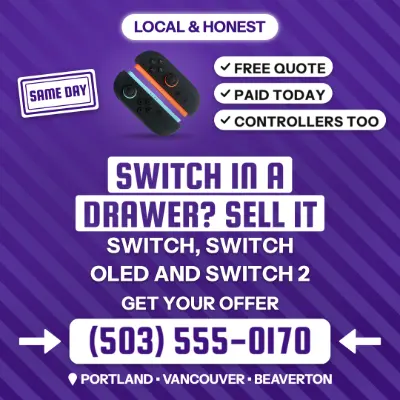 LOCAL & HONEST
SAME DAY
FREE QUOTE
PAID TODAY
CONTROLLERS TOO
SWITCH IN A
DRAWER? SELL IT
SWITCH, SWITCH
OLED AND SWITCH 2
GET YOUR OFFER
(503) 555-0170
PORTLAND • VANCOUVER • BEAVERTON